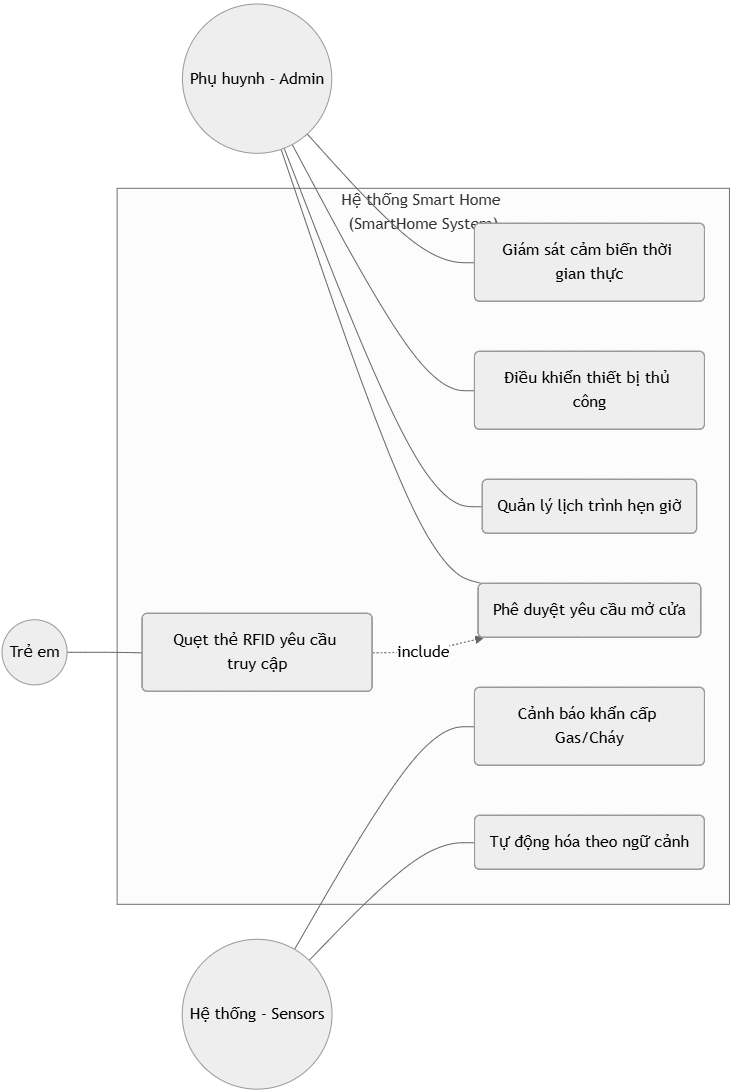 Phụ huynh - Admin
Hệ thống Smart Home
(SmartHome System)
Giám sát cảm biến thời
gian thực
Điều khiển thiết bị thủ
công
Quản lý lịch trình hẹn giờ
Phê duyệt yêu cầu mở cửa
Trẻ em
Quẹt thẻ RFID yêu cầu
truy cập
include
Cảnh báo khẩn cấp
Gas/Cháy
Tự động hóa theo ngữ cảnh
Hệ thống - Sensors